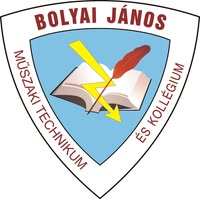 BOLYAI JÁNOS
MŰSZAKI TECHNIKUM
ÉS KOLLÉGIUM